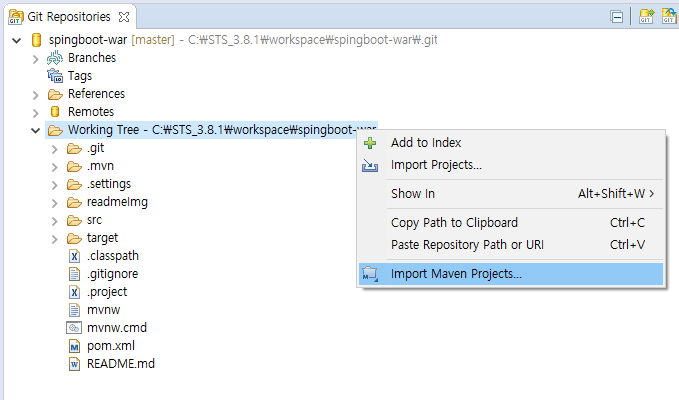 Git Repositories
spingboot-war [master] - C:₩STS_3.8.1₩workspace₩spingboot-war₩.git
Branches
Tags
References
Remotes
Working Tree - C:₩STS_3.8.1₩workspace₩spingboot-war
.git
.mvn
.settings
readmeImg
src
target
.classpath
.gitignore
.project
mvnw
mvnw.cmd
pom.xml
README.md
Add to Index
Import Projects...
Show In Alt+Shift+W >
Copy Path to Clipboard Ctrl+C
Paste Repository Path or URI Ctrl+V
Import Maven Projects...